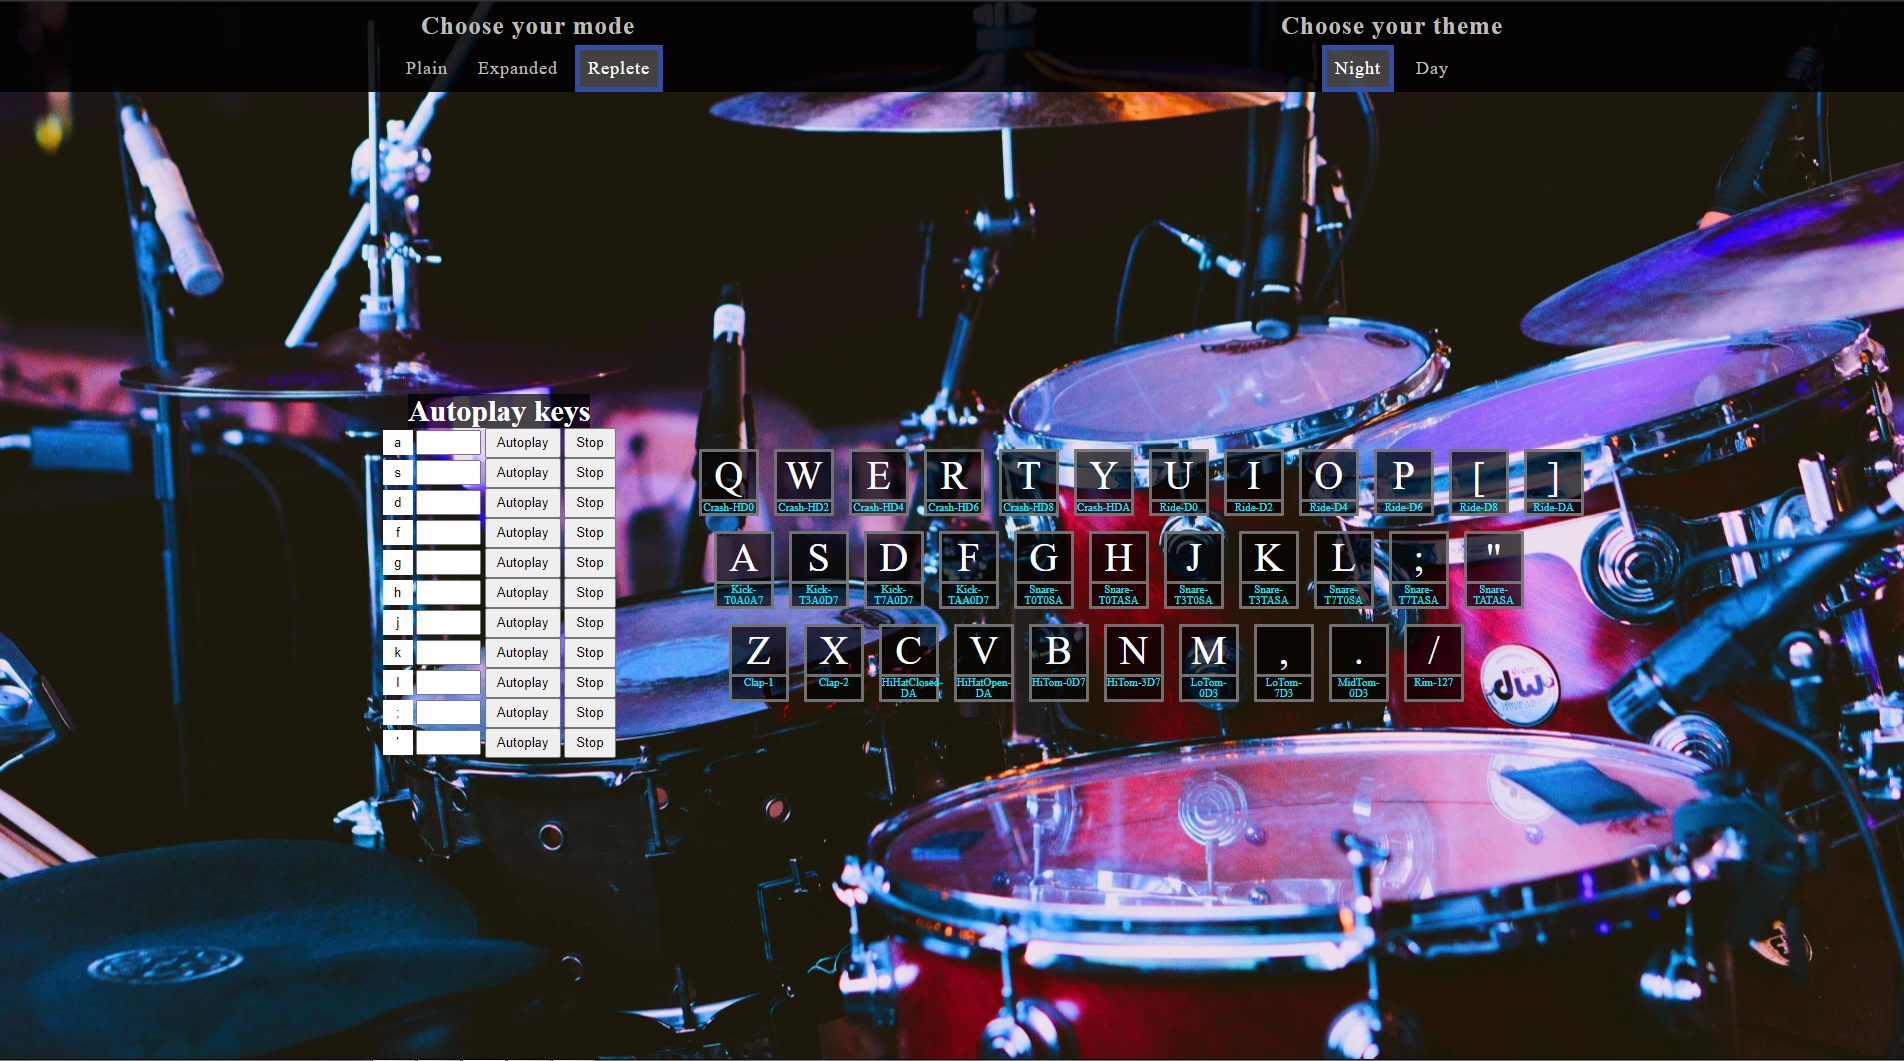 Choose your mode
Plain Expanded Replete
Choose your theme
Night Day
Autoplay keys
a Autoplay Stop
s Autoplay Stop
d Autoplay Stop
f Autoplay Stop
g Autoplay Stop
h Autoplay Stop
j Autoplay Stop
k Autoplay Stop
l Autoplay Stop
; Autoplay Stop
' Autoplay Stop
Q W E R T Y U I O P [ ]
Crash-HD0 Crash-HD2 Crash-HD4 Crash-HD6 Crash-HD8 Crash-HDA Ride-D0 Ride-D2 Ride-D4 Ride-D6 Ride-D8 Ride-DA
A S D F G H J K L ; "
Kick- Kick- Kick- Kick- Snare- Snare- Snare- Snare- Snare- Snare- Snare-
T0A0A7 T3A0D7 T7A0D7 TAA0D7 T0T0SA T0TASA T3T0SA T3TASA T7T0SA T7TASA TATASA
Z X C V B N M , . /
Clap-1 Clap-2 HiHatClosed- HiHatOpen- HiTom-0D7 HiTom-3D7 LoTom- LoTom- MidTom- Rim-127
DA DA 0D3 7D3 0D3
drums
dw